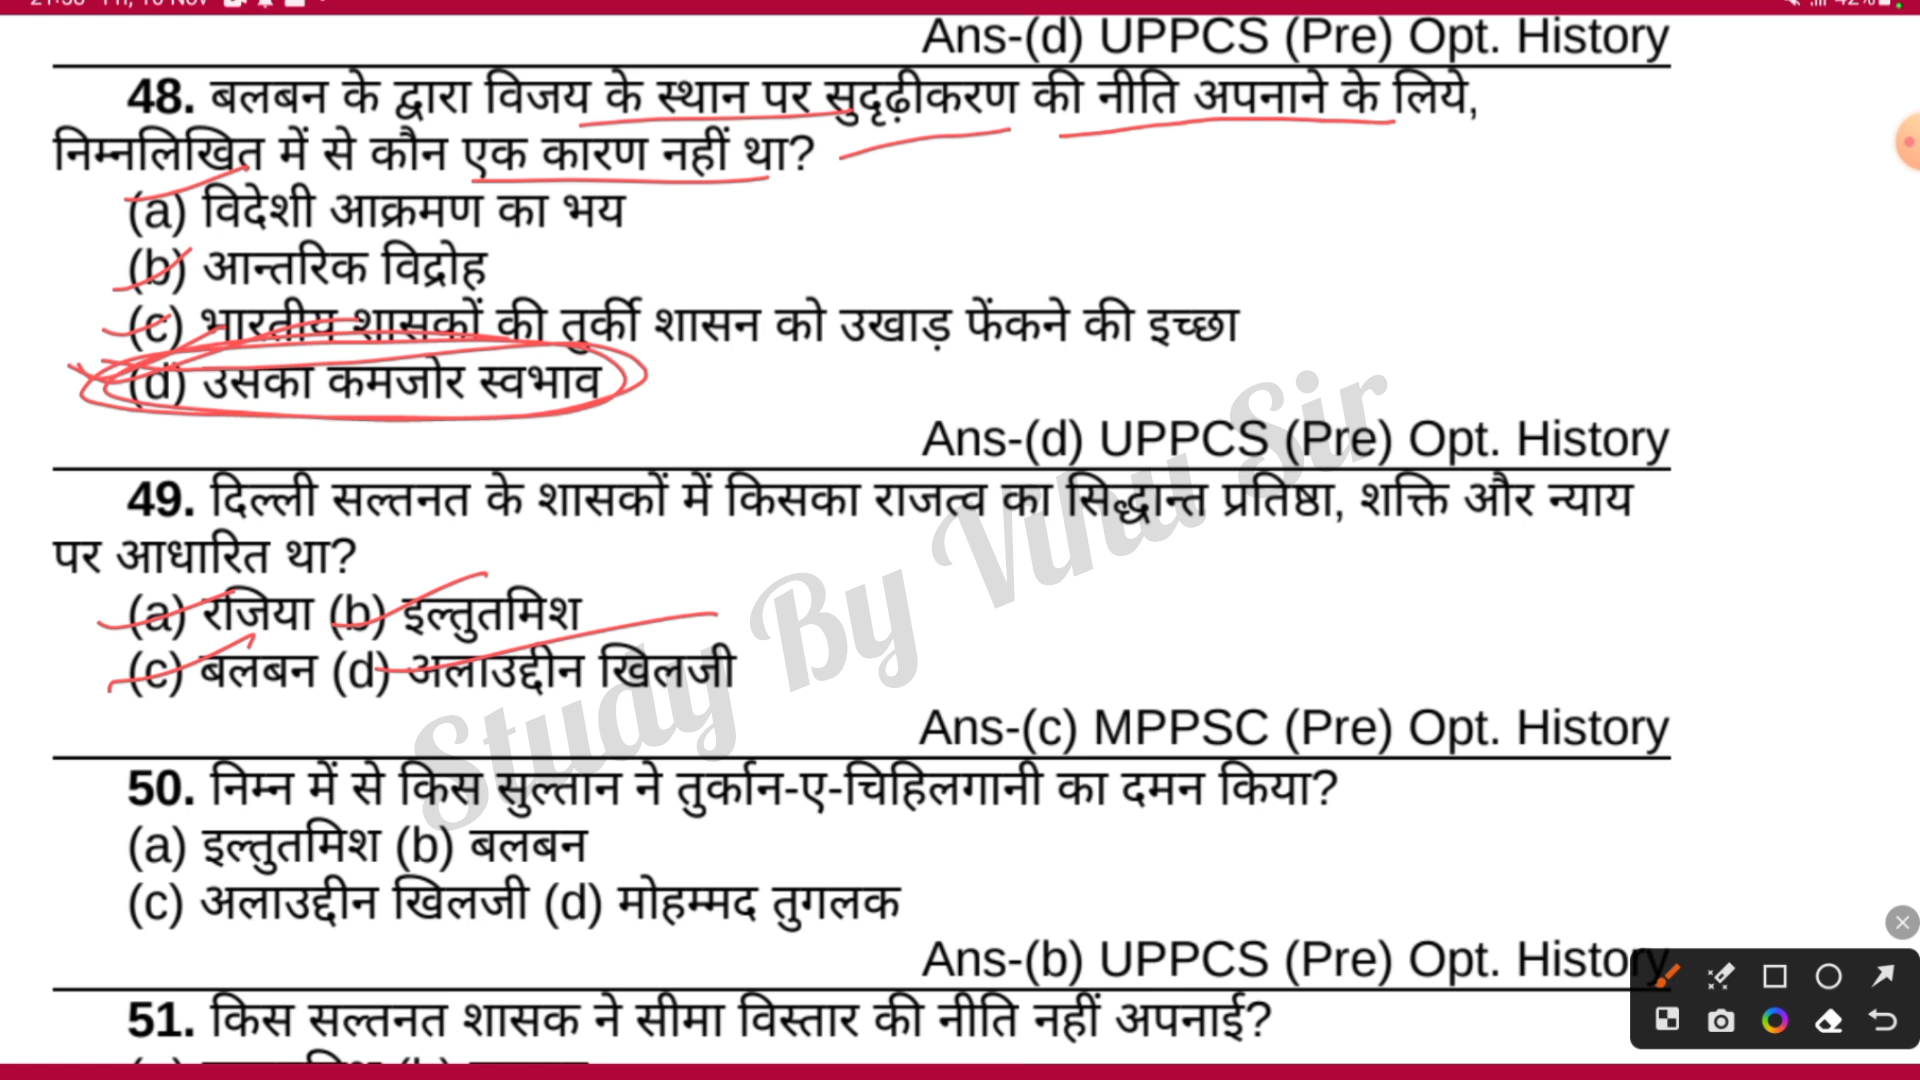 Ans-(d) UPPCS (Pre) Opt. History
48. बलबन के द्वारा विजय के स्थान पर सुदृढ़ीकरण की नीति अपनाने के लिये,
निम्नलिखित में से कौन एक कारण नहीं था?
(a) विदेशी आक्रमण का भय
(b) आन्तरिक विद्रोह
(c) भारतीय शासकों की तुर्की शासन को उखाड़ फेंकने की इच्छा
(d) उसका कमजोर स्वभाव
Ans-(d) UPPCS (Pre) Opt. History
49. दिल्ली सल्तनत के शासकों में किसका राजत्व का सिद्धान्त प्रतिष्ठा, शक्ति और न्याय
पर आधारित था?
(a) रजिया (b) इल्तुतमिश
(c) बलबन (d) अलाउद्दीन खिलजी
Ans-(c) MPPSC (Pre) Opt. History
50. निम्न में से किस सुल्तान ने तुर्कान-ए-चिहिलगानी का दमन किया?
(a) इल्तुतमिश (b) बलबन
(c) अलाउद्दीन खिलजी (d) मोहम्मद तुगलक
Ans-(b) UPPCS (Pre) Opt. History
51. किस सल्तनत शासक ने सीमा विस्तार की नीति नहीं अपनाई?
Study By Vihu Sir